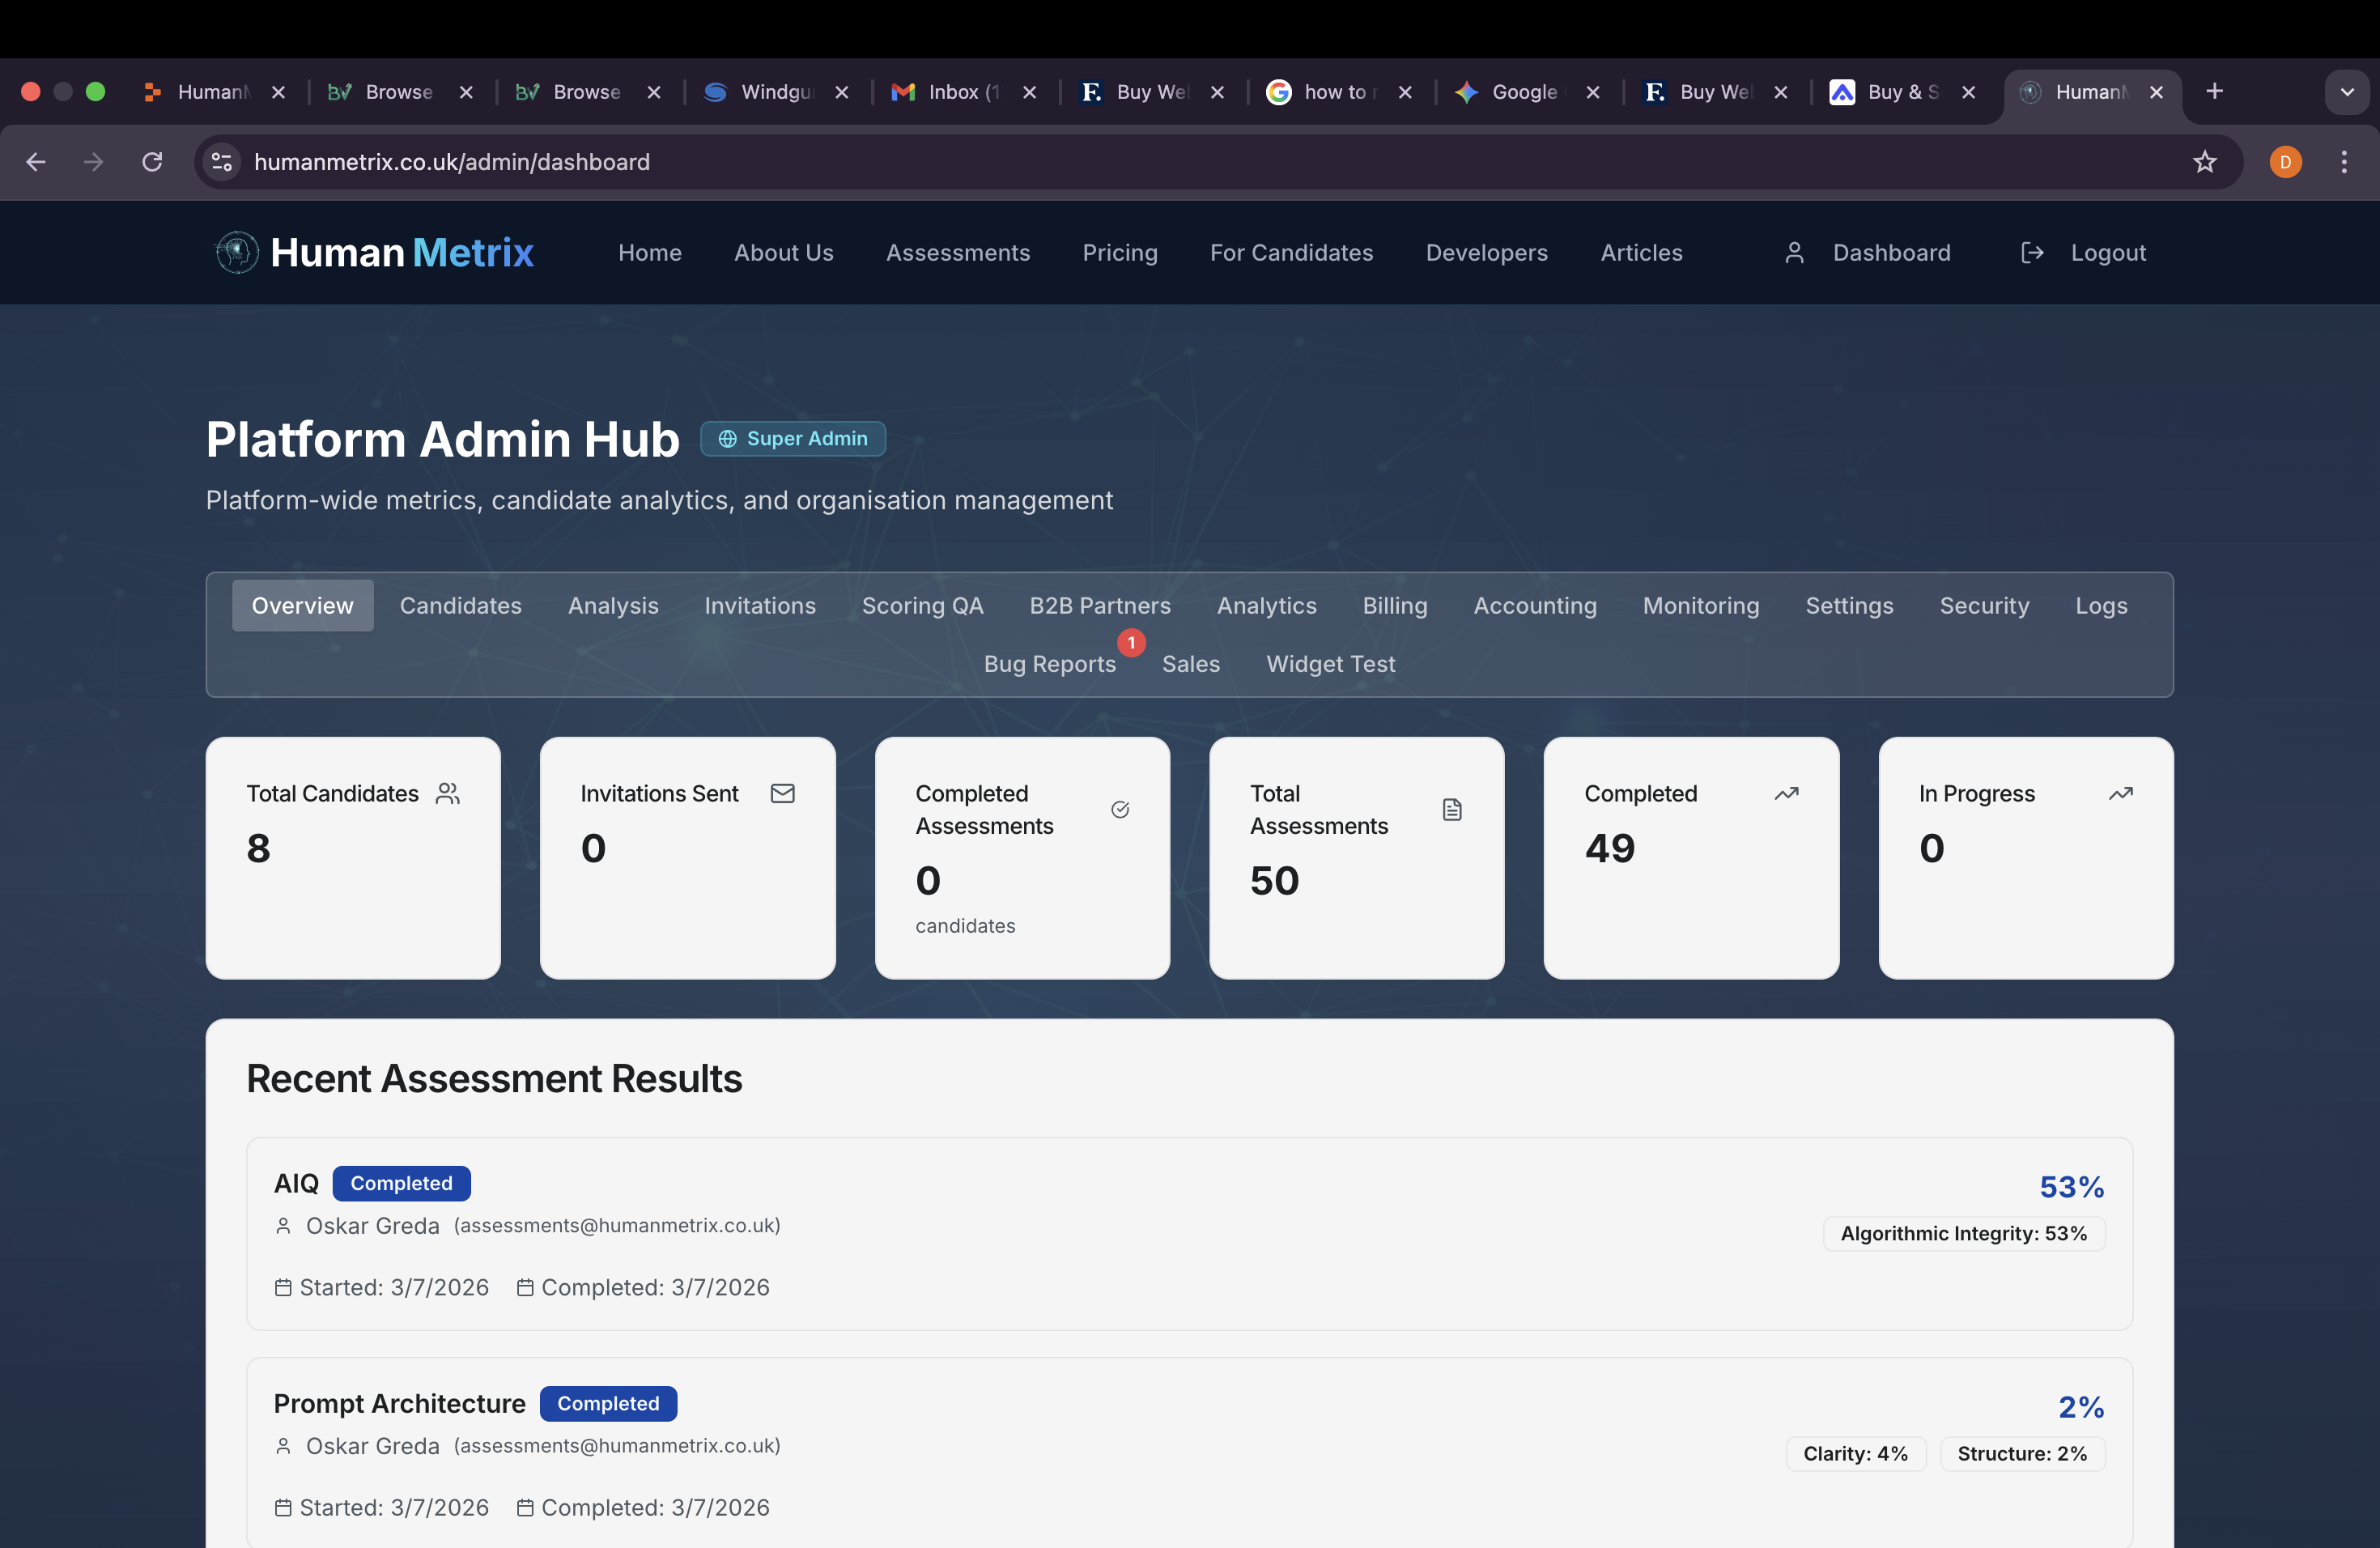 HumanM
Browse
Browse
Windgu
Inbox (1
F.
Buy Wel
how to r
Google
F.
Buy Wel
Buy & S
HumanM
humanmetrix.co.uk/admin/dashboard
D
Human Metrix
Home
About Us
Assessments
Pricing
For Candidates
Developers
Articles
Dashboard
Logout
Platform Admin Hub
Super Admin
Platform-wide metrics, candidate analytics, and organisation management
Overview
Candidates
Analysis
Invitations
Scoring QA
B2B Partners
Analytics
Billing
Accounting
Monitoring
Settings
Security
Logs
Bug Reports
1
Sales
Widget Test
Total Candidates
8
Invitations Sent
0
Completed
Assessments
0
candidates
Total
Assessments
50
Completed
49
In Progress
0
Recent Assessment Results
AIQ
Completed
53%
Oskar Greda (assessments@humanmetrix.co.uk)
Algorithmic Integrity: 53%
Started: 3/7/2026
Completed: 3/7/2026
Prompt Architecture
Completed
2%
Oskar Greda (assessments@humanmetrix.co.uk)
Clarity: 4%
Structure: 2%
Started: 3/7/2026
Completed: 3/7/2026